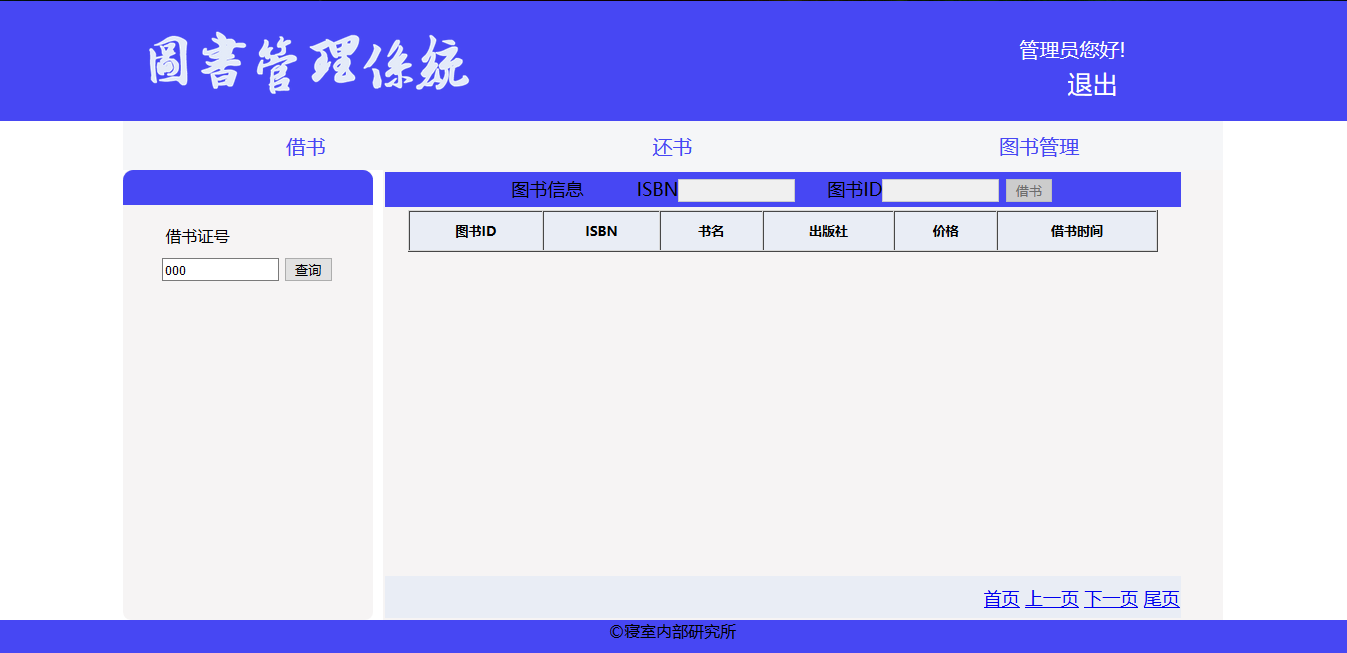 圖書管理係統
管理员您好!
退出
借书 还书 图书管理
图书信息 ISBN 图书ID 借书
借书证号
000 查询
图书ID ISBN 书名 出版社 价格 借书时间
首页 上一页 下一页 尾页
©寝室内部研究所